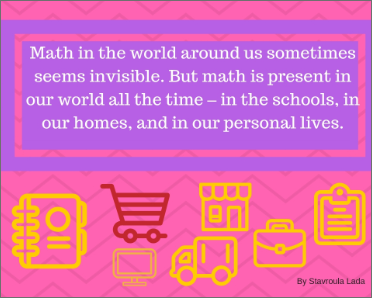 Math in the world around us sometimes
seems invisible. But math is present in
our world all the time – in the schools, in
our homes, and in our personal lives.
By Stavroula Lada